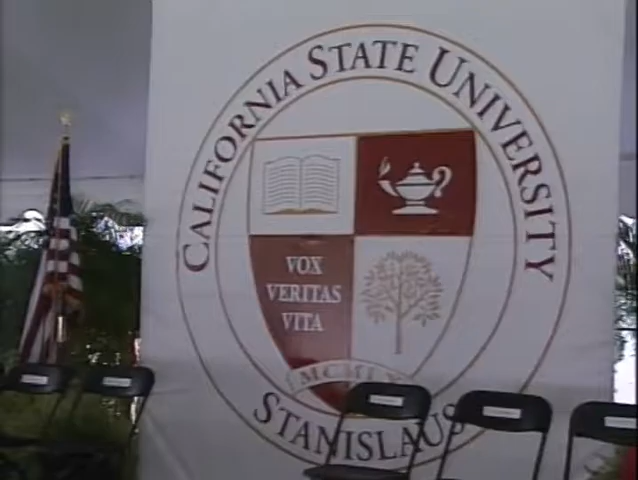 CALIFORNIA STATE UNIVERSITY
VOX
VERITAS
VITA
STANISLAUS